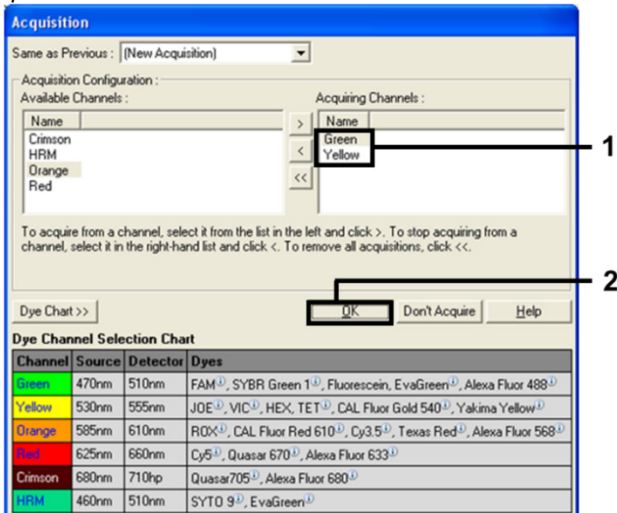 Acquisition
Same as Previous : (New Acquisition)
Acquisition Configuration :
Available Channels :
Acquiring Channels :
Name
Crimson
HRM
Orange
Red
>
<
<<
Name
Green
Yellow
1
To acquire from a channel, select it from the list in the left and click >. To stop acquiring from a
channel, select it in the right-hand list and click <. To remove all acquisitions, click <<.
2
Dye Chart >>
OK
Don't Acquire
Help
Dye Channel Selection Chart
Channel Source Detector Dyes
Green 470nm 510nm FAM, SYBR Green 1, Fluorescein, EvaGreen, Alexa Fluor 488
Yellow 530nm 555nm JOE, VIC, HEX, TET, CAL Fluor Gold 540, Yakima Yellow
Orange 585nm 610nm ROX, CAL Fluor Red 610, Cy3.5, Texas Red, Alexa Fluor 568
Red 625nm 660nm Cy5, Quasar 670, Alexa Fluor 633
Crimson 680nm 710hp Quasar705, Alexa Fluor 680
HRM 460nm 510nm SYTO 9, EvaGreen